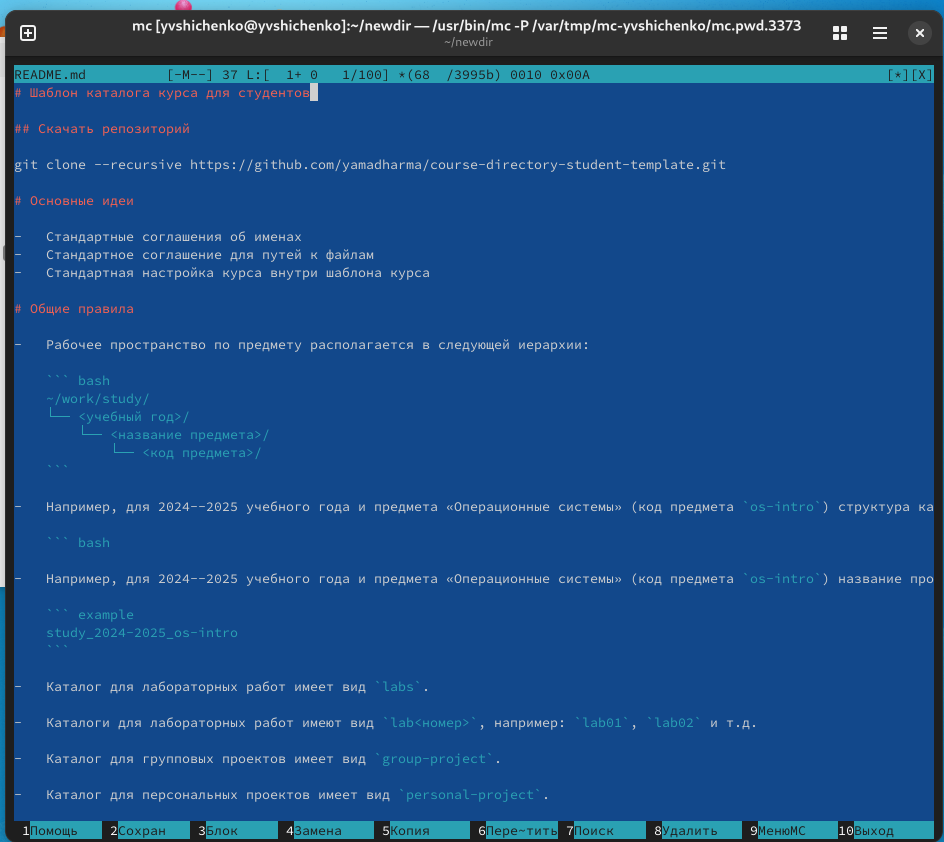 mc [yvshichenko@yvshichenko]:~/newdir — /usr/bin/mc -P /var/tmp/mc-yvshichenko/mc.pwd.3373
~/newdir
README.md [-M--] 37 L:[ 1+ 0 1/100] *(68 /3995b) 0010 0x00A [*][X]
# Шаблон каталога курса для студентов
## Скачать репозиторий
git clone --recursive https://github.com/yamadharma/course-directory-student-template.git
# Основные идеи
- Стандартные соглашения об именах
- Стандартное соглашение для путей к файлам
- Стандартная настройка курса внутри шаблона курса
# Общие правила
- Рабочее пространство по предмету располагается в следующей иерархии:
``` bash
~/work/study/
└── <учебный год>/
└── <название предмета>/
└── <код предмета>/
```
- Например, для 2024--2025 учебного года и предмета «Операционные системы» (код предмета `os-intro`) структура ка
``` bash
- Например, для 2024--2025 учебного года и предмета «Операционные системы» (код предмета `os-intro`) название про
``` example
study_2024-2025_os-intro
```
- Каталог для лабораторных работ имеет вид `labs`.
- Каталоги для лабораторных работ имеют вид `lab<номер>`, например: `lab01`, `lab02` и т.д.
- Каталог для групповых проектов имеет вид `group-project`.
- Каталог для персональных проектов имеет вид `personal-project`.
1Помощь 2Сохран 3Блок 4Замена 5Копия 6Пере~тить 7Поиск 8Удалить 9МенюMC 10Выход